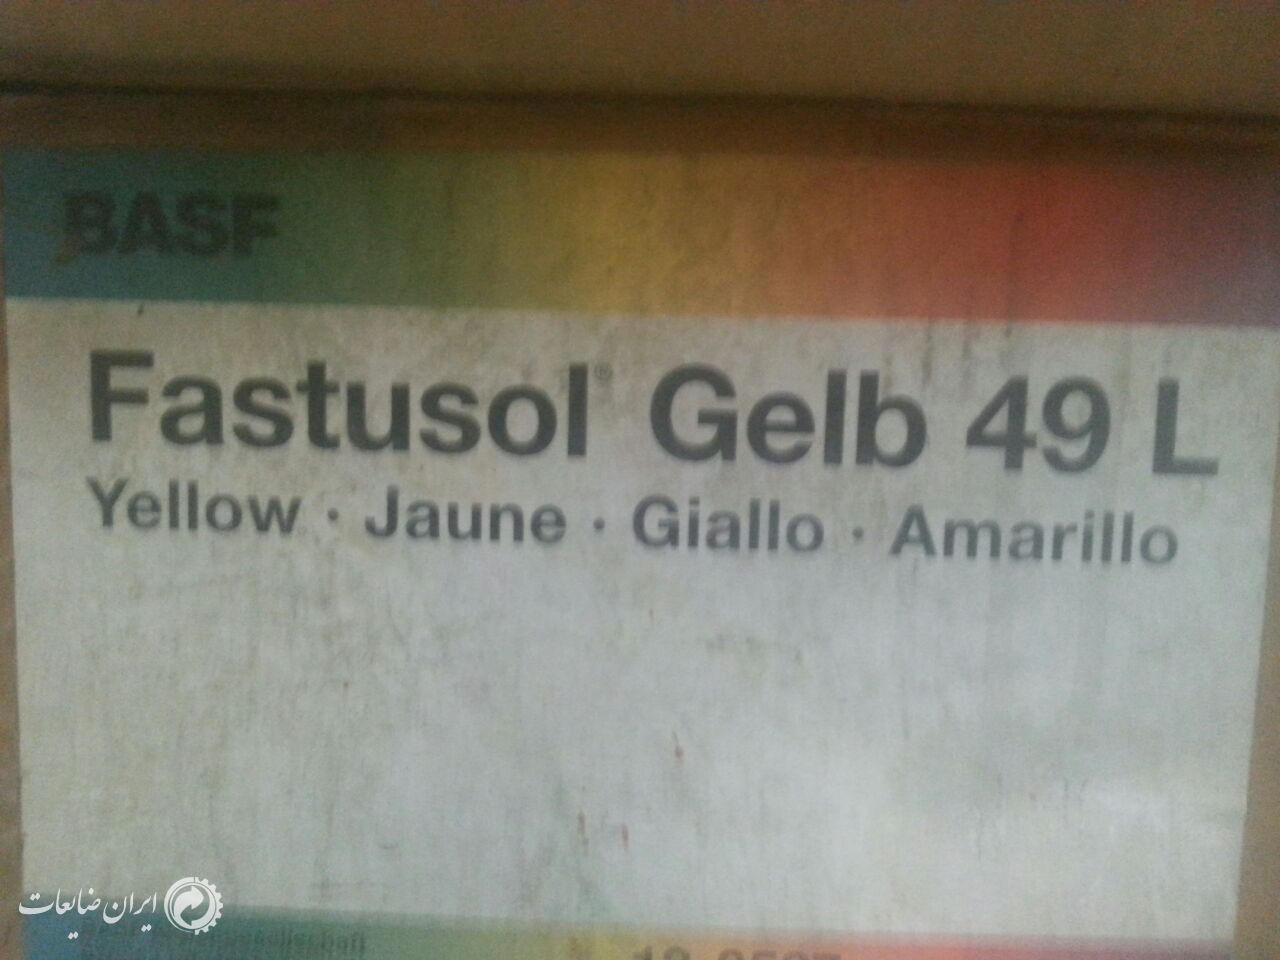 BASF
Fastusol® Gelb 49 L
Yellow · Jaune · Giallo · Amarillo
ایران ضایعات